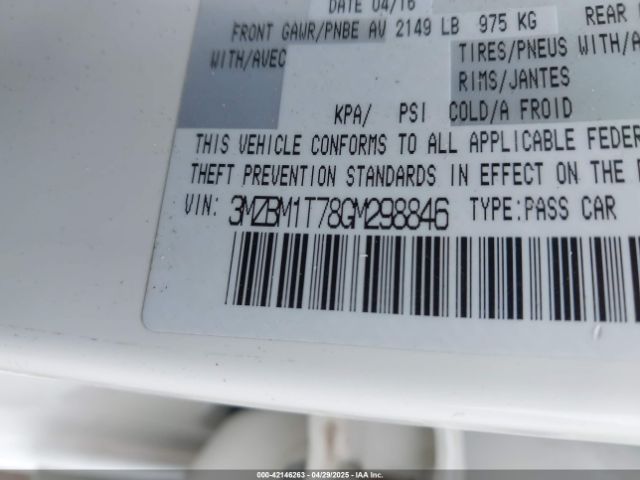 DATE 04/16
FRONT GAWR/PNBE AV 2149 LB 975 KG REAR
WITH/AVEC TIRES/PNEUS WITH/A
RIMS/JANTES
KPA/ PSI COLD/A FROID
THIS VEHICLE CONFORMS TO ALL APPLICABLE FEDER
THEFT PREVENTION STANDARDS IN EFFECT ON THE
VIN: 3MZBM1T78GM298846 TYPE:PASS CAR
000-42146263 - 04/29/2025 - IAA Inc.